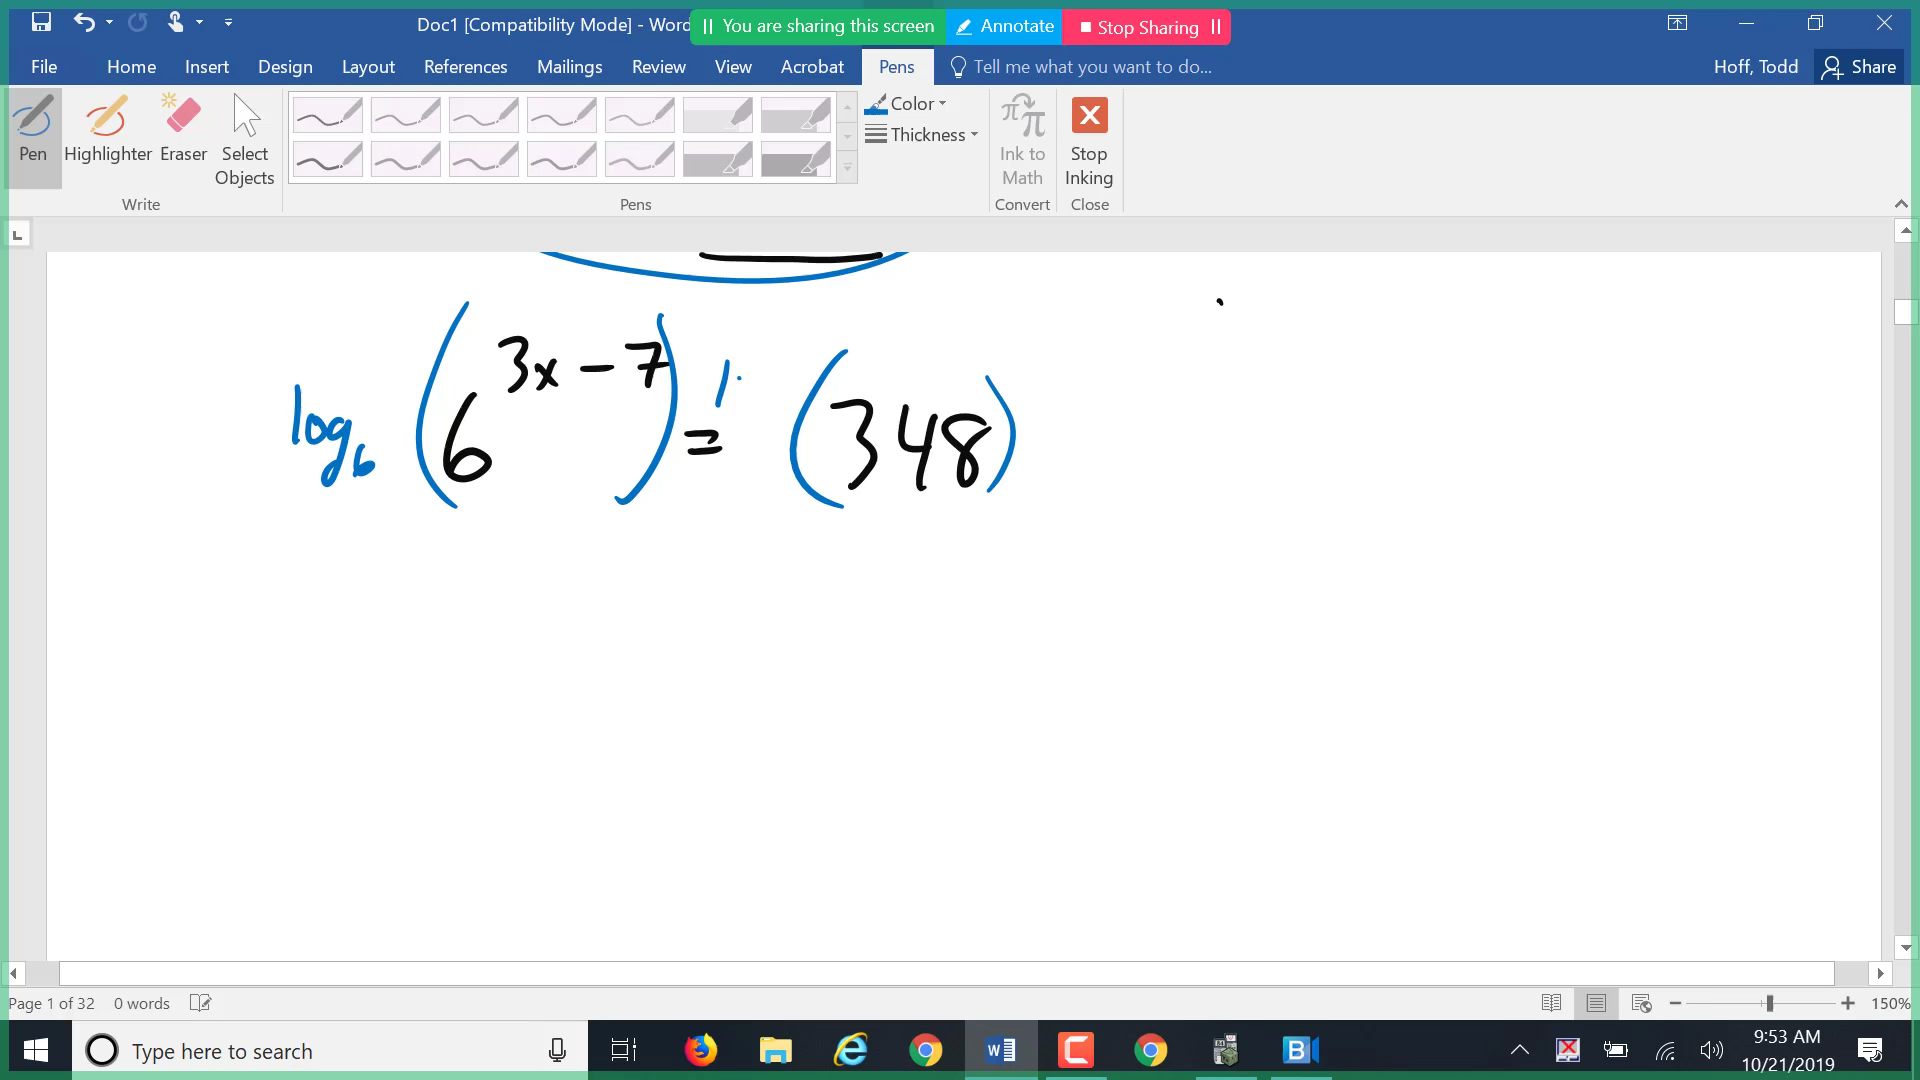 Doc1 [Compatibility Mode] - Word
You are sharing this screen
Annotate
Stop Sharing
File Home Insert Design Layout References Mailings Review View Acrobat Pens Tell me what you want to do... Hoff, Todd Share
Pen Highlighter Eraser Select Objects
Write
Pens
Color
Thickness
Ink to Math
Convert
Stop Inking
Close
log₆ (6^(3x – 7)) = (348)
Page 1 of 32 0 words 150%
Type here to search
9:53 AM
10/21/2019